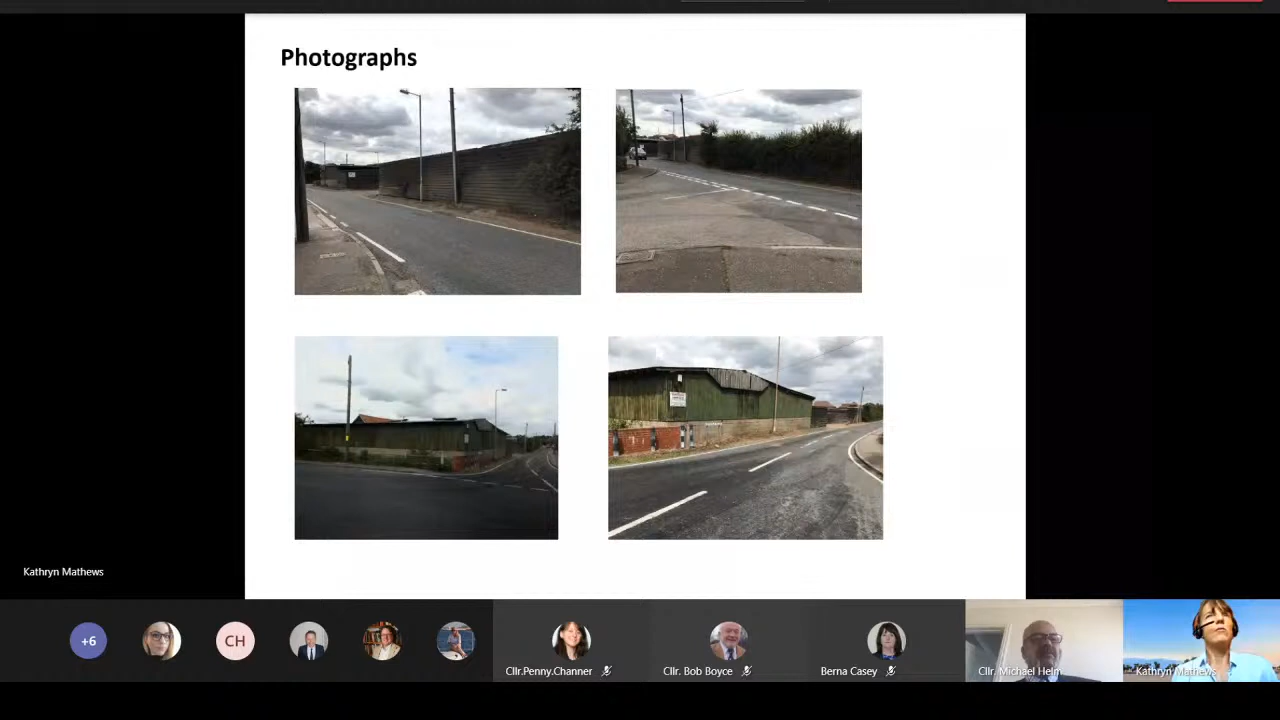 Photographs
Kathryn Mathews
+6
CH
Cllr.Penny.Channer
Cllr. Bob Boyce
Berna Casey
Cllr. Michael Helm
Kathryn Mathews